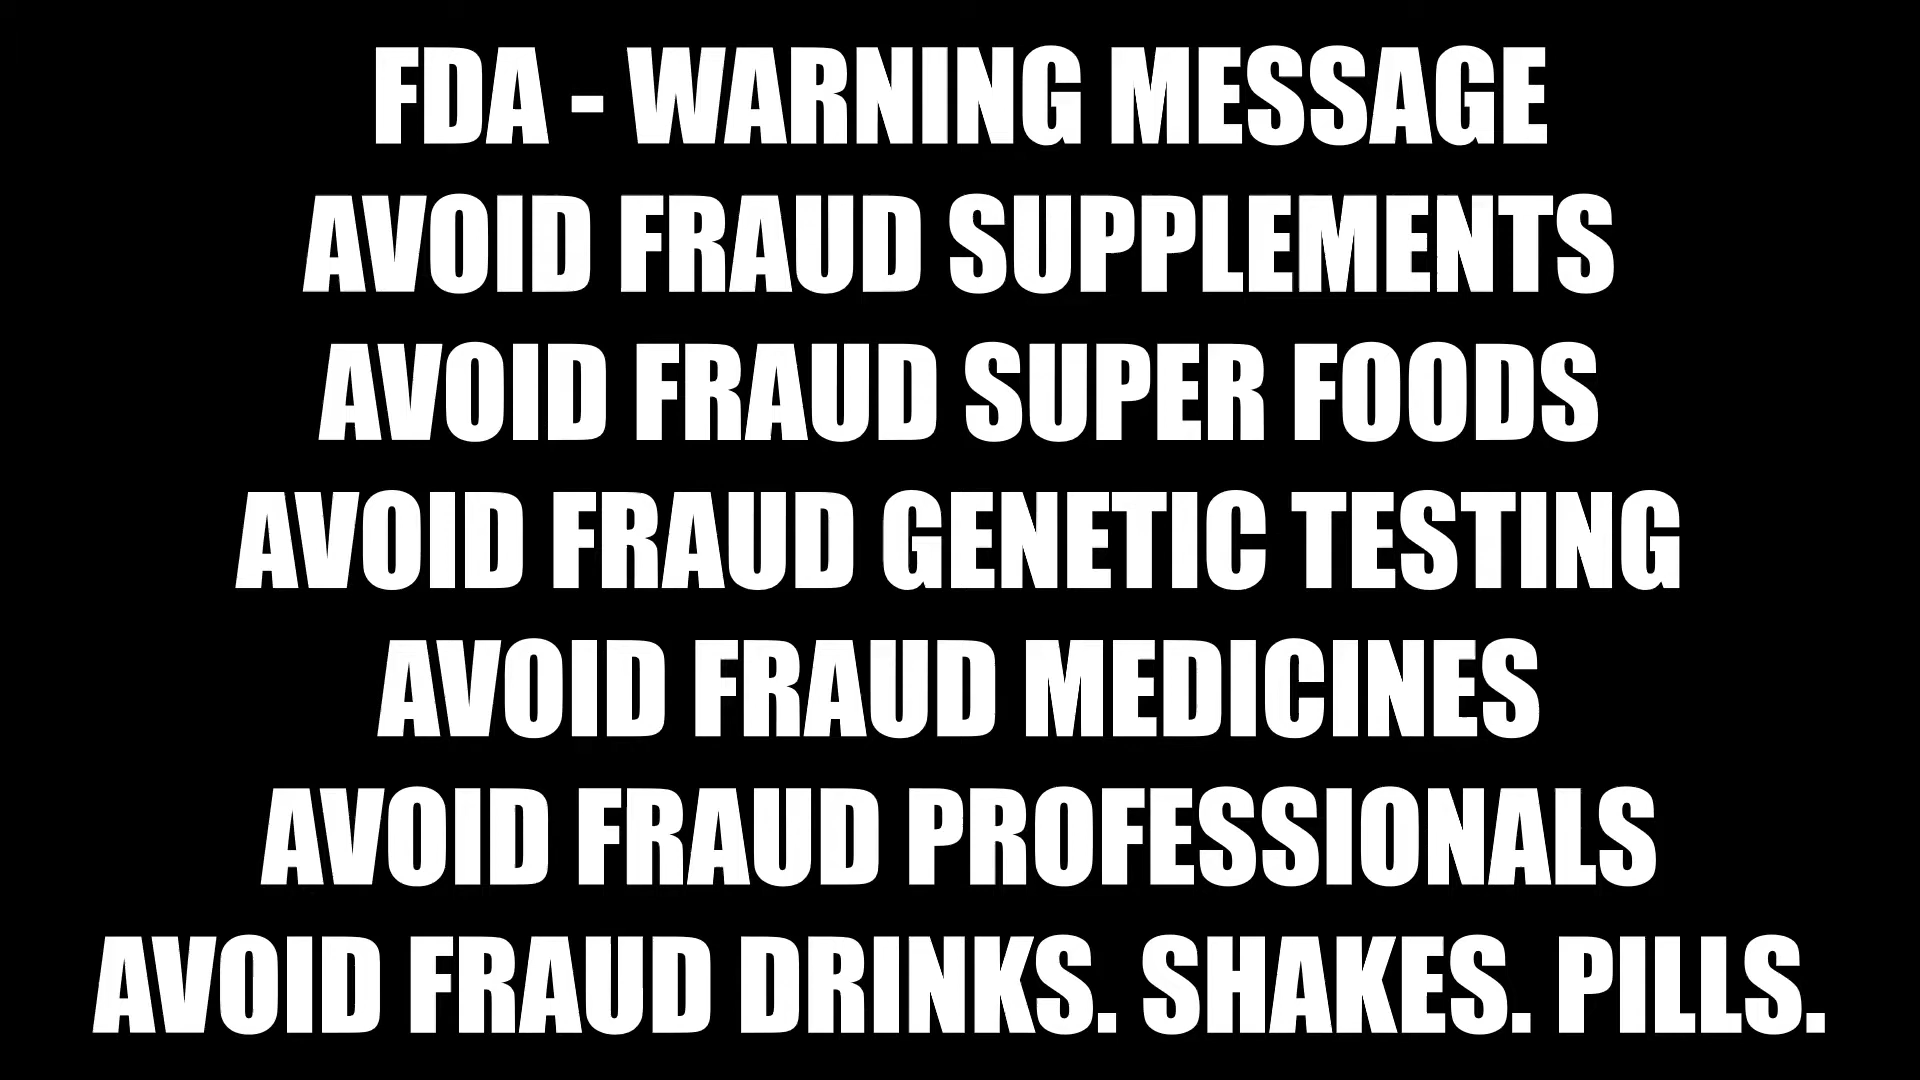 FDA - WARNING MESSAGE
AVOID FRAUD SUPPLEMENTS
AVOID FRAUD SUPER FOODS
AVOID FRAUD GENETIC TESTING
AVOID FRAUD MEDICINES
AVOID FRAUD PROFESSIONALS
AVOID FRAUD DRINKS. SHAKES. PILLS.